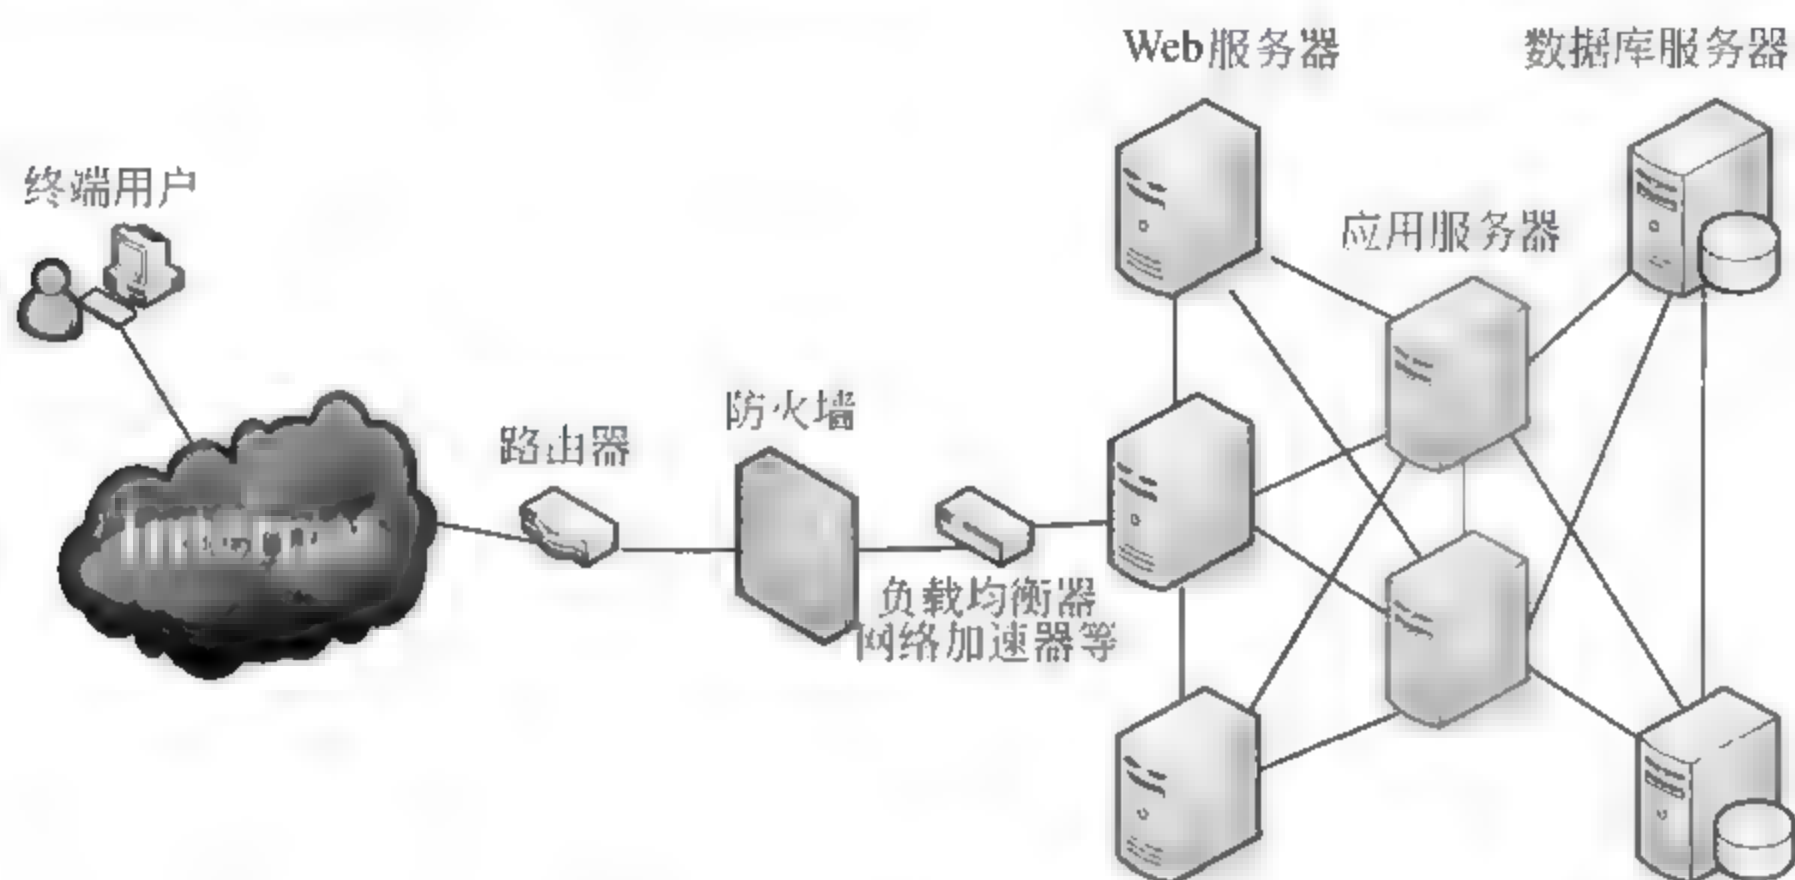 Web服务器
数据库服务器
终端用户
应用服务器
防火墙
路由器
负载均衡器
网络加速器等